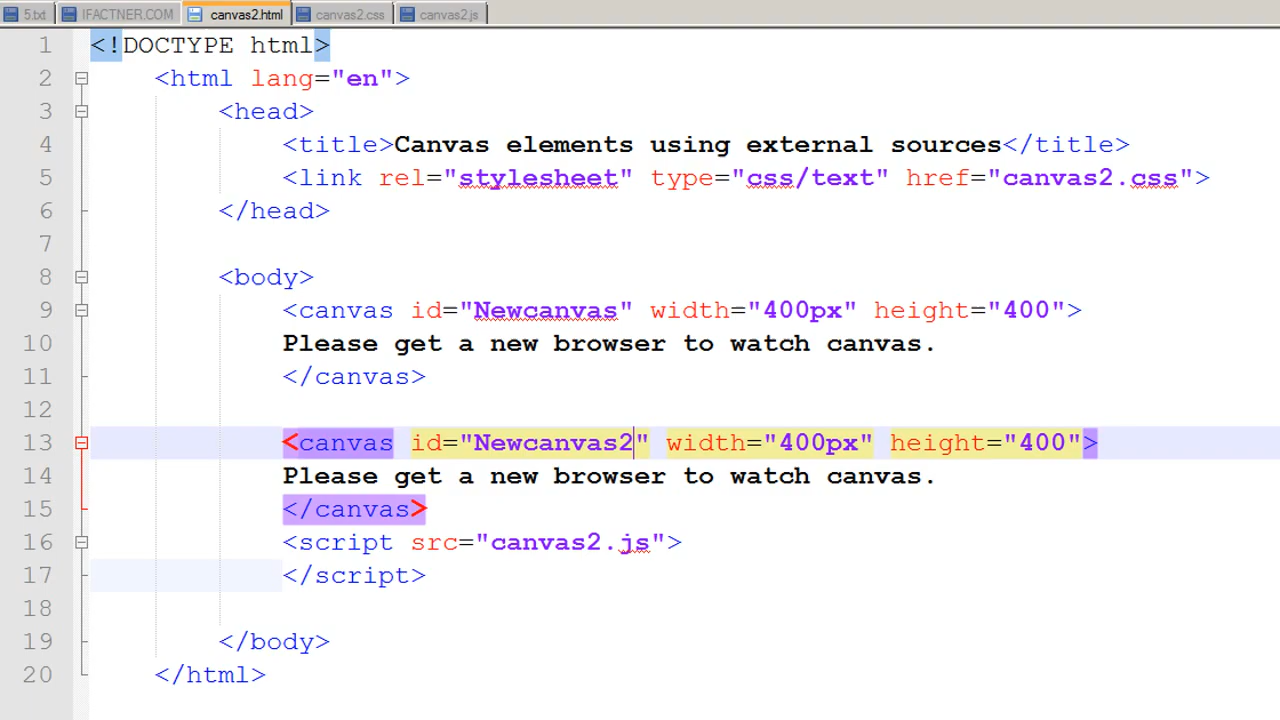 5.txt IFACTNER.COM canvas2.html canvas2.css canvas2.js
1 <!DOCTYPE html>
2 <html lang="en">
3 <head>
4 <title>Canvas elements using external sources</title>
5 <link rel="stylesheet" type="css/text" href="canvas2.css">
6 </head>
7
8 <body>
9 <canvas id="Newcanvas" width="400px" height="400">
10 Please get a new browser to watch canvas.
11 </canvas>
12
13 <canvas id="Newcanvas2" width="400px" height="400">
14 Please get a new browser to watch canvas.
15 </canvas>
16 <script src="canvas2.js">
17 </script>
18
19 </body>
20 </html>